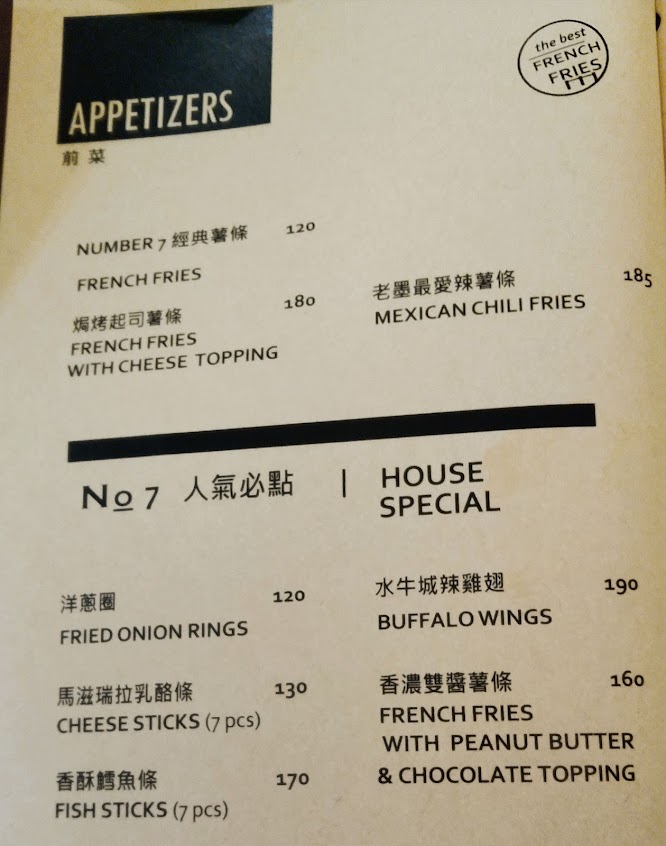 the best
FRENCH
FRIES
APPETIZERS
前菜
NUMBER 7 經典薯條 120
FRENCH FRIES
焗烤起司薯條 180
FRENCH FRIES
WITH CHEESE TOPPING
老墨最愛辣薯條 185
MEXICAN CHILI FRIES
No 7 人氣必點 | HOUSE
SPECIAL
洋蔥圈 120
FRIED ONION RINGS
馬滋瑞拉乳酪條 130
CHEESE STICKS (7 pcs)
香酥鱈魚條 170
FISH STICKS (7 pcs)
水牛城辣雞翅 190
BUFFALO WINGS
香濃雙醬薯條 160
FRENCH FRIES
WITH PEANUT BUTTER
& CHOCOLATE TOPPING